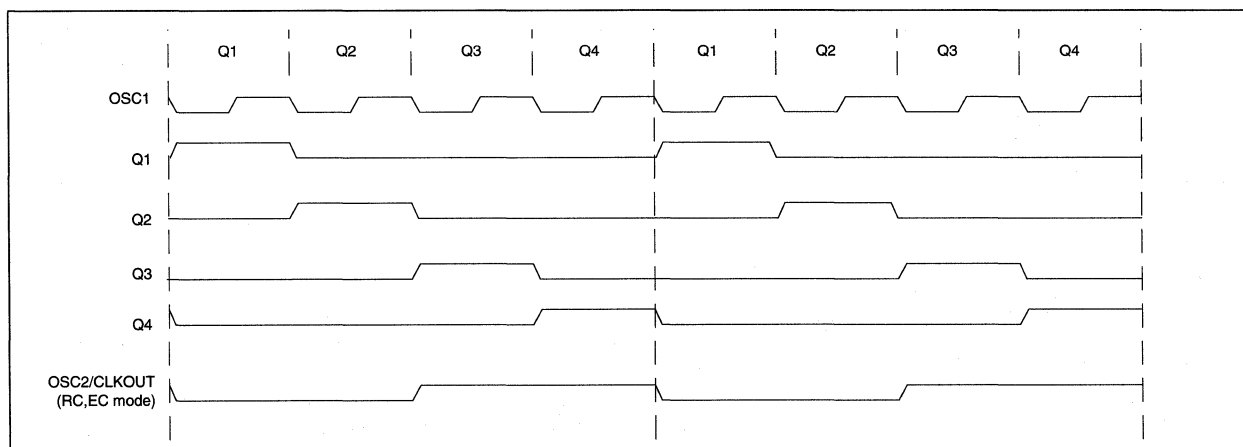 Q1 Q2 Q3 Q4 Q1 Q2 Q3 Q4
OSC1
Q1
Q2
Q3
Q4
OSC2/CLKOUT
(RC,EC mode)